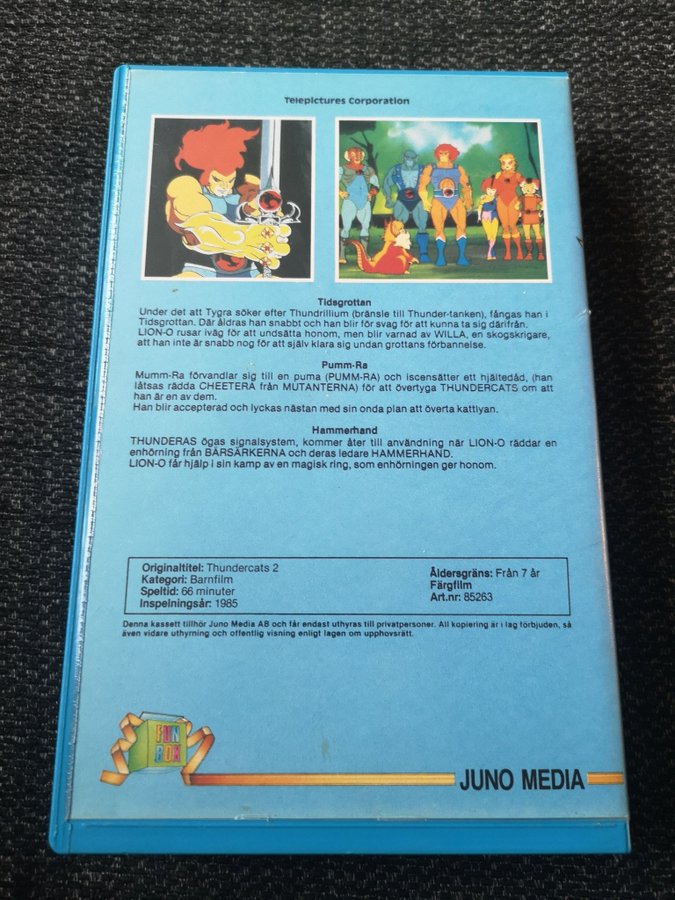 Telepictures Corporation
Tidsgrottan
Under det att Tygra söker efter Thundrillium (bränsle till Thunder-tanken), fångas han i
Tidsgrottan. Där åldras han snabbt och han blir för svag för att kunna ta sig därifrån.
LION-O rusar iväg för att undsätta honom, men blir varnad av WILLA, en skogskrigare,
att han inte är snabb nog för att själv klara sig undan grottans förbannelse.
Pumm-Ra
Mumm-Ra förvandlar sig till en puma (PUMM-RA) och iscensätter ett hjältedåd, (han
låtsas rädda CHEETERA från MUTANTERNA) för att övertyga THUNDERCATS om att
han är en av dem.
Han blir accepterad och lyckas nästan med sin onda plan att överta kattlyan.
Hammerhand
THUNDERAS ögas signalsystem, kommer åter till användning när LION-O räddar en
enhörning från BÄRSÄRKERNA och deras ledare HAMMERHAND.
LION-O får hjälp i sin kamp av en magisk ring, som enhörningen ger honom.
Originaltitel: Thundercats 2
Kategori: Barnfilm
Speltid: 66 minuter
Inspelningsår: 1985
Åldersgräns: Från 7 år
Färgfilm
Art.nr: 85263
Denna kassett tillhör Juno Media AB och får endast uthyras till privatpersoner. All kopiering är i lag förbjuden, så
även vidare uthyrning och offentlig visning enligt lagen om upphovsrätt.
FUN
BOX
JUNO MEDIA